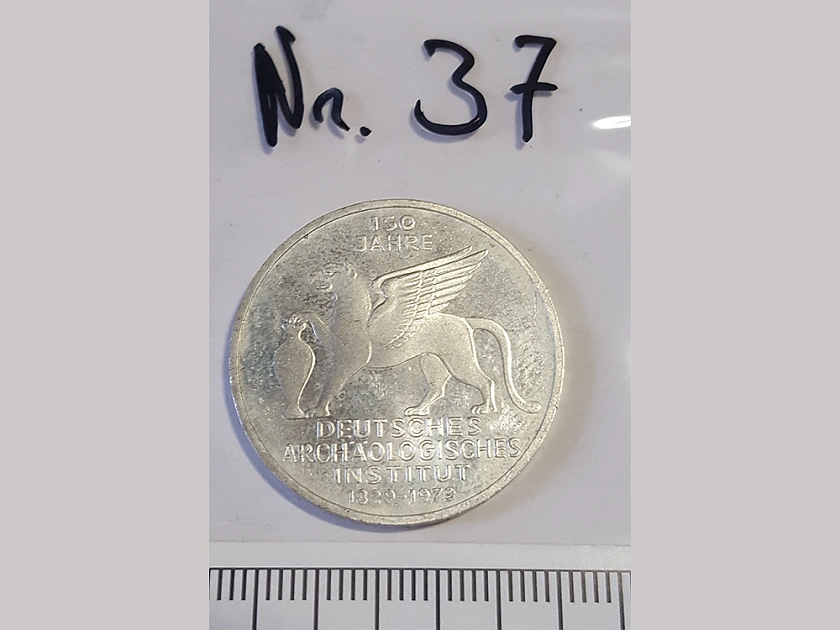 Nr. 37
150
JAHRE
DEUTSCHES
ARCHÄOLOGISCHES
INSTITUT
1829-1979